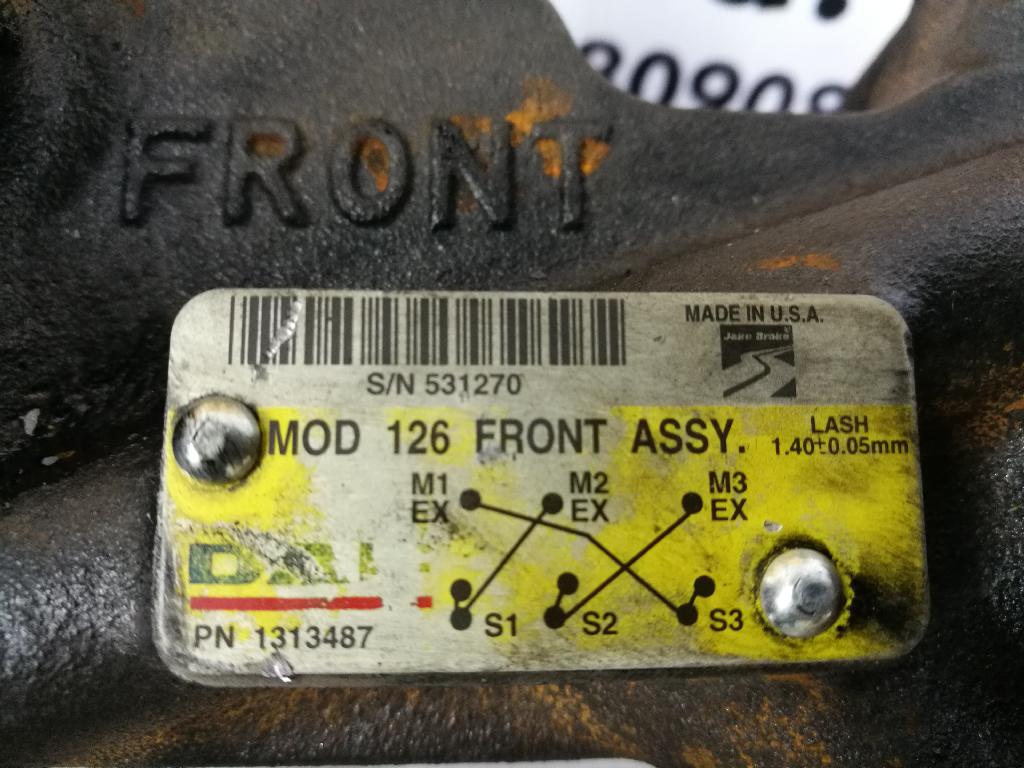 FRONT
MADE IN U.S.A.
Jake Brake
S/N 531270
MOD 126 FRONT ASSY.
LASH
1.40±0.05mm
M1
EX
M2
EX
M3
EX
S1
S2
S3
PN 1313487